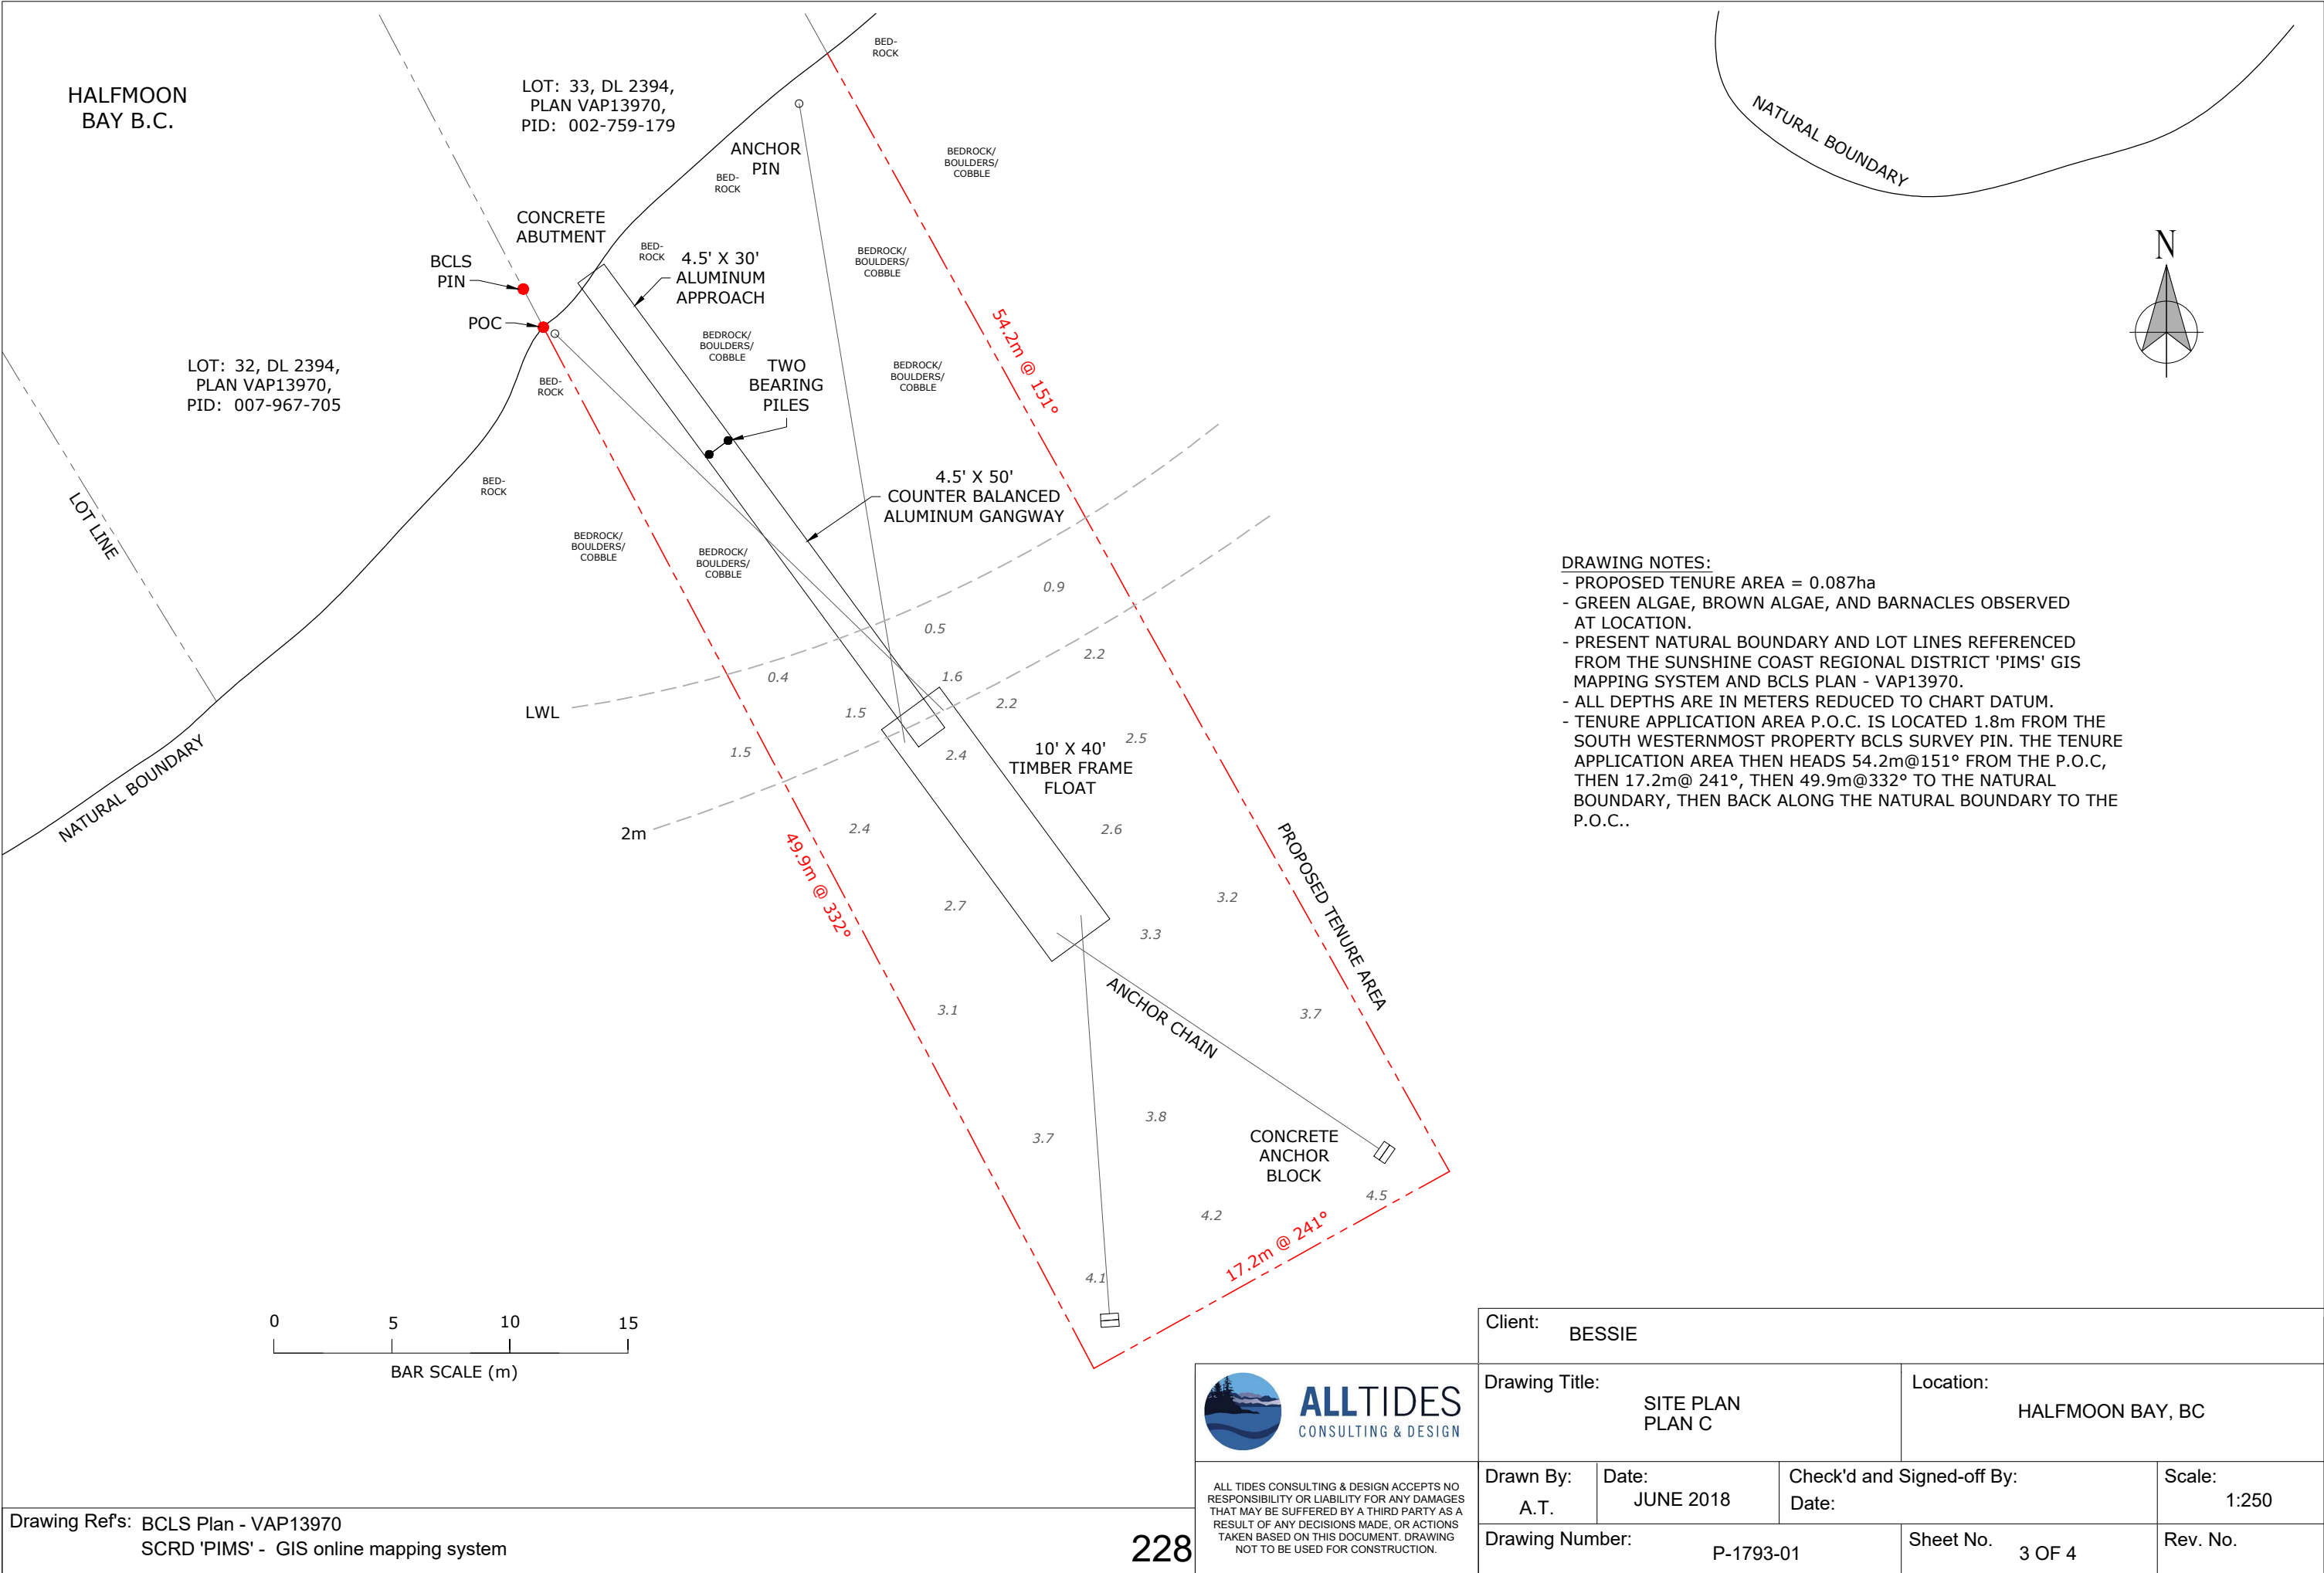 HALFMOON
BAY B.C.
LOT: 33, DL 2394,
PLAN VAP13970,
PID: 002-759-179
BED-
ROCK
NATURAL BOUNDARY
ANCHOR
PIN
BED-
ROCK
BEDROCK/
BOULDERS/
COBBLE
CONCRETE
ABUTMENT
BED-
ROCK
4.5' X 30'
ALUMINUM
APPROACH
BEDROCK/
BOULDERS/
COBBLE
N
BCLS
PIN
POC
54.2m @ 151°
BEDROCK/
BOULDERS/
COBBLE
TWO
BEARING
PILES
BEDROCK/
BOULDERS/
COBBLE
LOT: 32, DL 2394,
PLAN VAP13970,
PID: 007-967-705
BED-
ROCK
BED-
ROCK
4.5' X 50'
COUNTER BALANCED
ALUMINUM GANGWAY
LOT LINE
BEDROCK/
BOULDERS/
COBBLE
BEDROCK/
BOULDERS/
COBBLE
0.9
0.5
2.2
0.4
1.6
LWL
1.5
2.2
1.5
2.4
2.5
10' X 40'
TIMBER FRAME
FLOAT
NATURAL BOUNDARY
2m
2.4
2.6
49.9m @ 332°
PROPOSED TENURE AREA
2.7
3.2
3.3
3.1
ANCHOR CHAIN
3.7
3.8
3.7
CONCRETE
ANCHOR
BLOCK
4.5
4.2
17.2m @ 241°
4.1
DRAWING NOTES:
- PROPOSED TENURE AREA = 0.087ha
- GREEN ALGAE, BROWN ALGAE, AND BARNACLES OBSERVED
AT LOCATION.
- PRESENT NATURAL BOUNDARY AND LOT LINES REFERENCED
FROM THE SUNSHINE COAST REGIONAL DISTRICT 'PIMS' GIS
MAPPING SYSTEM AND BCLS PLAN - VAP13970.
- ALL DEPTHS ARE IN METERS REDUCED TO CHART DATUM.
- TENURE APPLICATION AREA P.O.C. IS LOCATED 1.8m FROM THE
SOUTH WESTERNMOST PROPERTY BCLS SURVEY PIN. THE TENURE
APPLICATION AREA THEN HEADS 54.2m@151° FROM THE P.O.C,
THEN 17.2m@ 241°, THEN 49.9m@332° TO THE NATURAL
BOUNDARY, THEN BACK ALONG THE NATURAL BOUNDARY TO THE
P.O.C..
0 5 10 15
BAR SCALE (m)
Client: BESSIE
ALLTIDES
CONSULTING & DESIGN
Drawing Title:
SITE PLAN
PLAN C
Location:
HALFMOON BAY, BC
ALL TIDES CONSULTING & DESIGN ACCEPTS NO
RESPONSIBILITY OR LIABILITY FOR ANY DAMAGES
THAT MAY BE SUFFERED BY A THIRD PARTY AS A
RESULT OF ANY DECISIONS MADE, OR ACTIONS
TAKEN BASED ON THIS DOCUMENT. DRAWING
NOT TO BE USED FOR CONSTRUCTION.
Drawn By:
A.T.
Date:
JUNE 2018
Check'd and Signed-off By:
Date:
Scale:
1:250
Drawing Number:
P-1793-01
Sheet No. 3 OF 4
Rev. No.
Drawing Ref's: BCLS Plan - VAP13970
SCRD 'PIMS' - GIS online mapping system
228